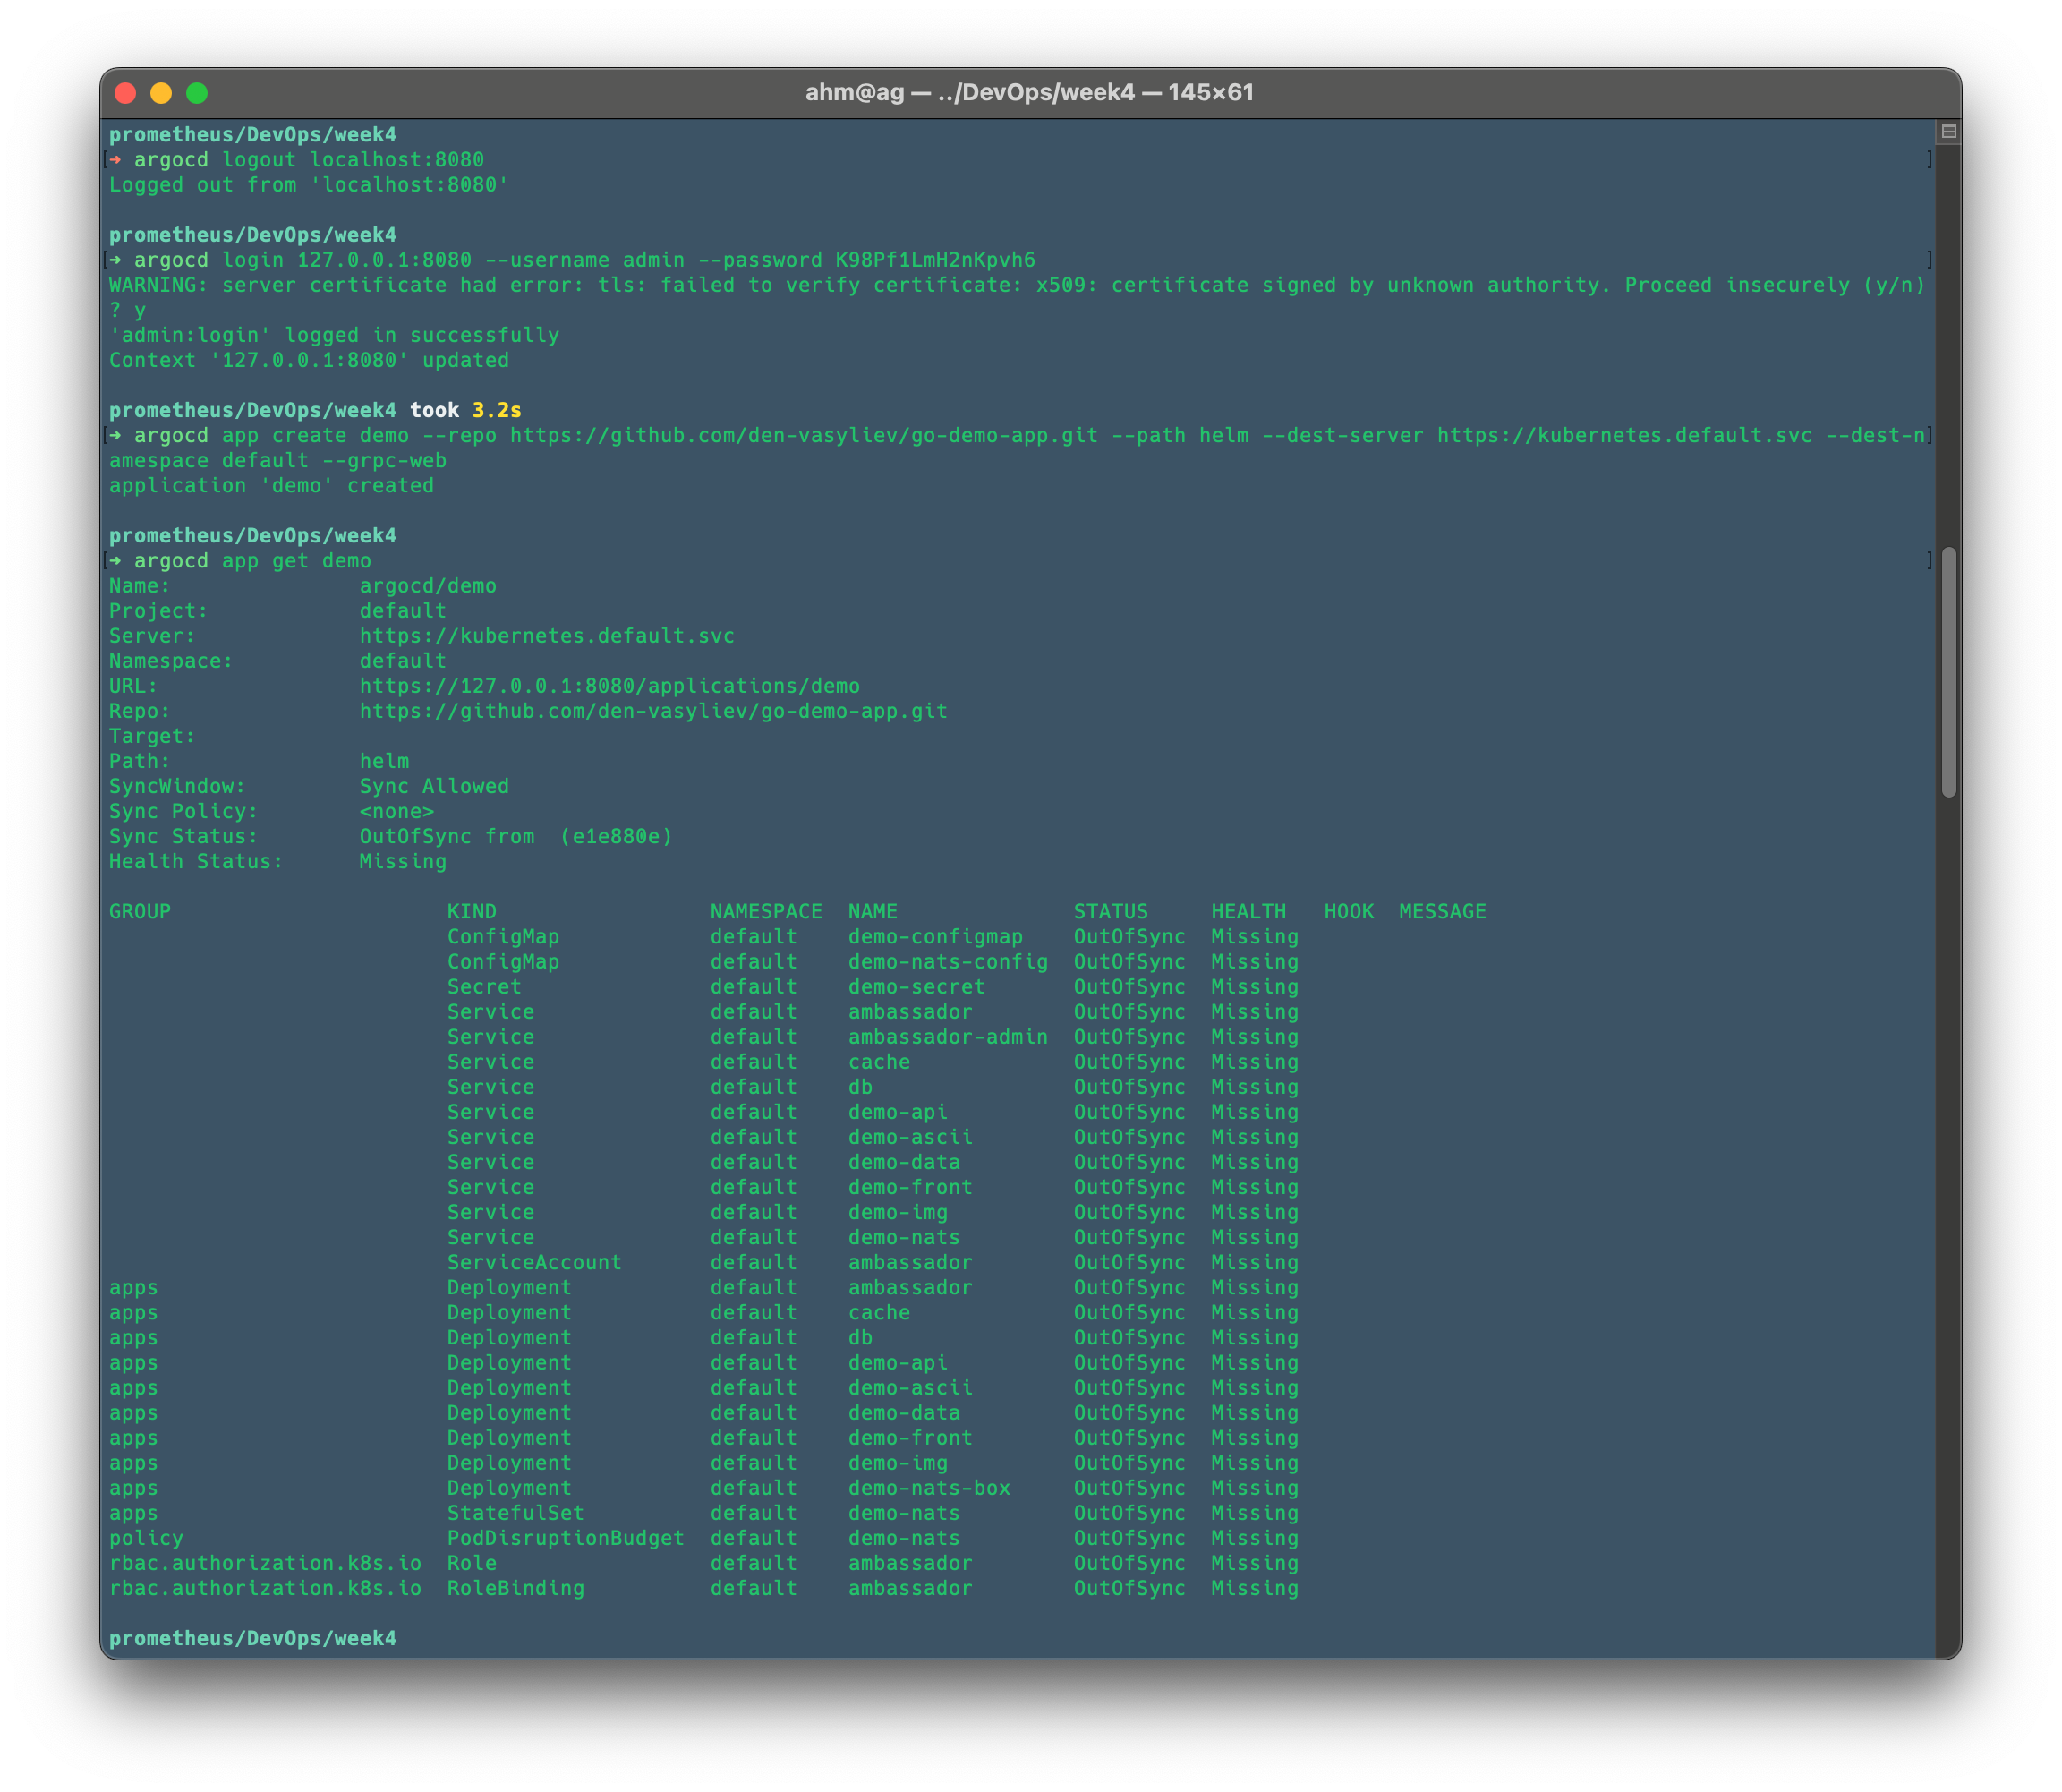 ahm@ag — ../DevOps/week4 — 145×61
prometheus/DevOps/week4
[➜ argocd logout localhost:8080 ]
Logged out from 'localhost:8080'
prometheus/DevOps/week4
[➜ argocd login 127.0.0.1:8080 --username admin --password K98Pf1LmH2nKpvh6 ]
WARNING: server certificate had error: tls: failed to verify certificate: x509: certificate signed by unknown authority. Proceed insecurely (y/n)
? y
'admin:login' logged in successfully
Context '127.0.0.1:8080' updated
prometheus/DevOps/week4 took 3.2s
[➜ argocd app create demo --repo https://github.com/den-vasyliev/go-demo-app.git --path helm --dest-server https://kubernetes.default.svc --dest-n]
amespace default --grpc-web
application 'demo' created
prometheus/DevOps/week4
[➜ argocd app get demo ]
Name:               argocd/demo
Project:            default
Server:             https://kubernetes.default.svc
Namespace:          default
URL:                https://127.0.0.1:8080/applications/demo
Repo:               https://github.com/den-vasyliev/go-demo-app.git
Target:
Path:               helm
SyncWindow:         Sync Allowed
Sync Policy:        <none>
Sync Status:        OutOfSync from  (e1e880e)
Health Status:      Missing
GROUP                      KIND                 NAMESPACE  NAME              STATUS     HEALTH   HOOK  MESSAGE
                           ConfigMap            default    demo-configmap    OutOfSync  Missing
                           ConfigMap            default    demo-nats-config  OutOfSync  Missing
                           Secret               default    demo-secret       OutOfSync  Missing
                           Service              default    ambassador        OutOfSync  Missing
                           Service              default    ambassador-admin  OutOfSync  Missing
                           Service              default    cache             OutOfSync  Missing
                           Service              default    db                OutOfSync  Missing
                           Service              default    demo-api          OutOfSync  Missing
                           Service              default    demo-ascii        OutOfSync  Missing
                           Service              default    demo-data         OutOfSync  Missing
                           Service              default    demo-front        OutOfSync  Missing
                           Service              default    demo-img          OutOfSync  Missing
                           Service              default    demo-nats         OutOfSync  Missing
                           ServiceAccount       default    ambassador        OutOfSync  Missing
apps                       Deployment           default    ambassador        OutOfSync  Missing
apps                       Deployment           default    cache             OutOfSync  Missing
apps                       Deployment           default    db                OutOfSync  Missing
apps                       Deployment           default    demo-api          OutOfSync  Missing
apps                       Deployment           default    demo-ascii        OutOfSync  Missing
apps                       Deployment           default    demo-data         OutOfSync  Missing
apps                       Deployment           default    demo-front        OutOfSync  Missing
apps                       Deployment           default    demo-img          OutOfSync  Missing
apps                       Deployment           default    demo-nats-box     OutOfSync  Missing
apps                       StatefulSet          default    demo-nats         OutOfSync  Missing
policy                     PodDisruptionBudget  default    demo-nats         OutOfSync  Missing
rbac.authorization.k8s.io  Role                 default    ambassador        OutOfSync  Missing
rbac.authorization.k8s.io  RoleBinding          default    ambassador        OutOfSync  Missing
prometheus/DevOps/week4